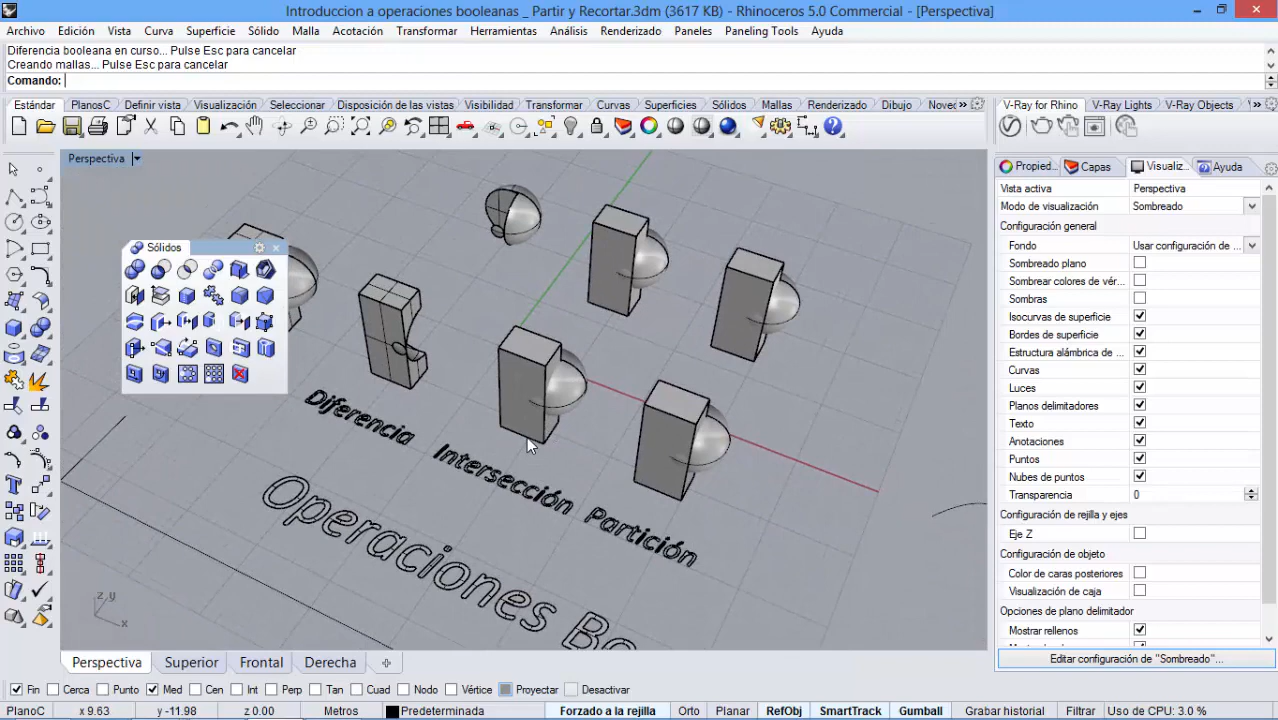 Introduccion a operaciones booleanas _ Partir y Recortar.3dm (3617 KB) - Rhinoceros 5.0 Commercial - [Perspectiva]
Archivo Edición Vista Curva Superficie Sólido Malla Acotación Transformar Herramientas Análisis Renderizado Paneles Paneling Tools Ayuda
Diferencia booleana en curso... Pulse Esc para cancelar
Creando mallas... Pulse Esc para cancelar
Comando:
Estándar PlanosC Definir vista Visualización Seleccionar Disposición de las vistas Visibilidad Transformar Curvas Superficies Sólidos Mallas Renderizado Dibujo Noved »
V-Ray for Rhino V-Ray Lights V-Ray Objects »
Perspectiva
Sólidos
Diferencia
Intersección
Partición
Operaciones Bo
z y
x
Propied... Capas Visualiz... Ayuda
Vista activa Perspectiva
Modo de visualización Sombreado
Configuración general
Fondo Usar configuración de ...
Sombreado plano
Sombrear colores de vér...
Sombras
Isocurvas de superficie
Bordes de superficie
Estructura alámbrica de ...
Curvas
Luces
Planos delimitadores
Texto
Anotaciones
Puntos
Nubes de puntos
Transparencia 0
Configuración de rejilla y ejes
Eje Z
Configuración de objeto
Color de caras posteriores
Visualización de caja
Opciones de plano delimitador
Mostrar rellenos
Editar configuración de "Sombreado"...
Perspectiva Superior Frontal Derecha
Fin Cerca Punto Med Cen Int Perp Tan Cuad Nodo Vértice Proyectar Desactivar
PlanoC x 9.63 y -11.98 z 0.00 Metros Predeterminada Forzado a la rejilla Orto Planar RefObj SmartTrack Gumball Grabar historial Filtrar Uso de CPU: 3.0 %